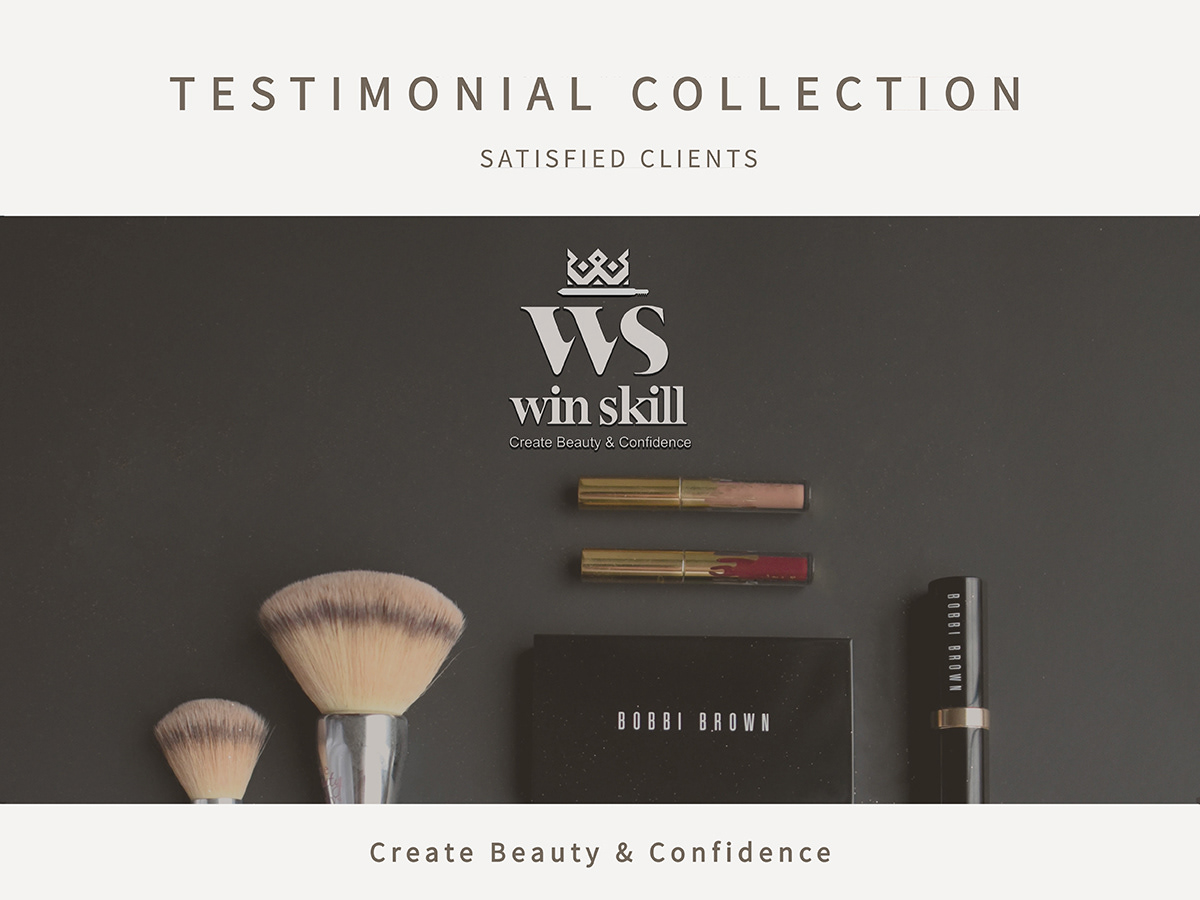 TESTIMONIAL COLLECTION
SATISFIED CLIENTS
WS
win skill
Create Beauty & Confidence
BOBBI BROWN
BOBBI BROWN
Create Beauty & Confidence